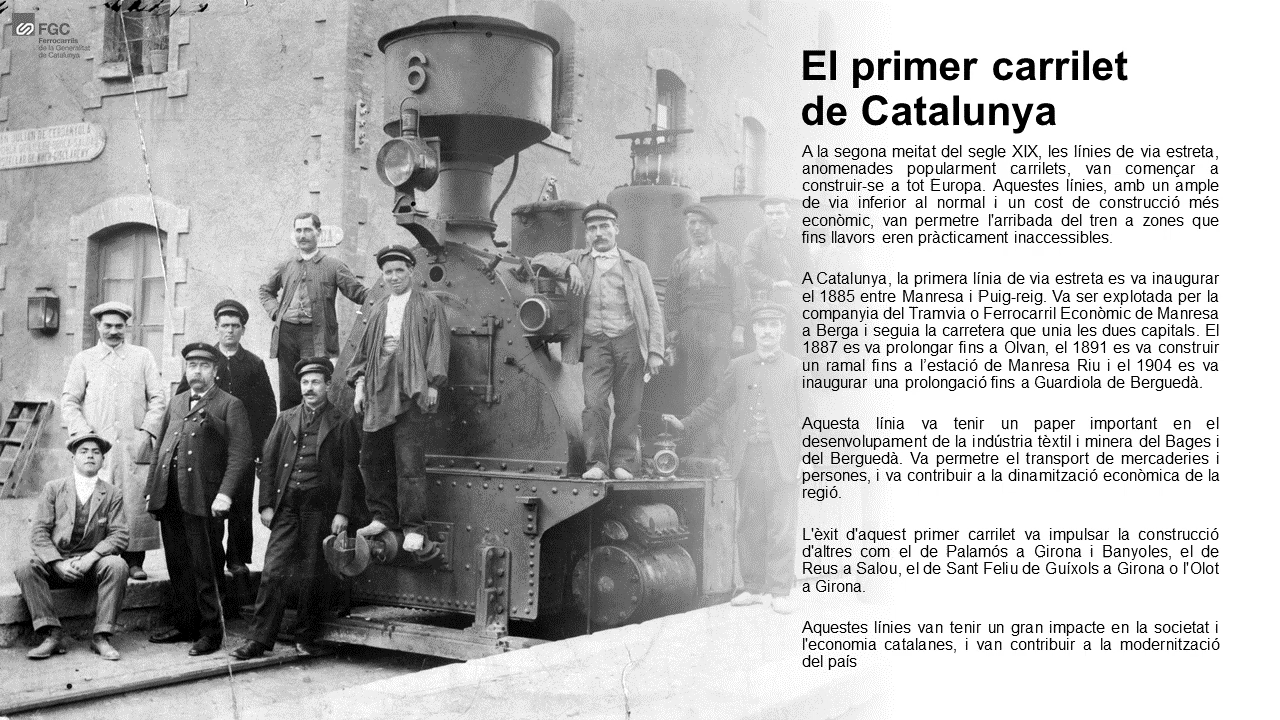 FGC
Ferrocarrils
de la Generalitat
de Catalunya
6
El primer carrilet
de Catalunya
A la segona meitat del segle XIX, les línies de via estreta,
anomenades popularment carrilets, van començar a
construir-se a tot Europa. Aquestes línies, amb un ample
de via inferior al normal i un cost de construcció més
econòmic, van permetre l'arribada del tren a zones que
fins llavors eren pràcticament inaccessibles.
A Catalunya, la primera línia de via estreta es va inaugurar
el 1885 entre Manresa i Puig-reig. Va ser explotada per la
companyia del Tramvia o Ferrocarril Econòmic de Manresa
a Berga i seguia la carretera que unia les dues capitals. El
1887 es va prolongar fins a Olvan, el 1891 es va construir
un ramal fins a l'estació de Manresa Riu i el 1904 es va
inaugurar una prolongació fins a Guardiola de Berguedà.
Aquesta línia va tenir un paper important en el
desenvolupament de la indústria tèxtil i minera del Bages i
del Berguedà. Va permetre el transport de mercaderies i
persones, i va contribuir a la dinamització econòmica de la
regió.
L'èxit d'aquest primer carrilet va impulsar la construcció
d'altres com el de Palamós a Girona i Banyoles, el de
Reus a Salou, el de Sant Feliu de Guíxols a Girona o l'Olot
a Girona.
Aquestes línies van tenir un gran impacte en la societat i
l'economia catalanes, i van contribuir a la modernització
del país